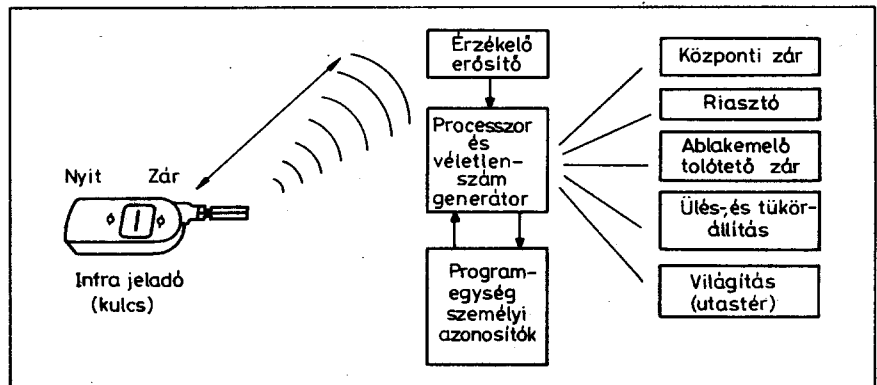 Nyit Zár
Infra jeladó
(kulcs)
Érzékelő
erősítő
Processzor
és
véletlen-
szám
generátor
Program-
egység
személyi
azonosítók
Központi zár
Riasztó
Ablakemelő
tolótető zár
Ülés-,és tükör-
állítás
Világítás
(utastér)